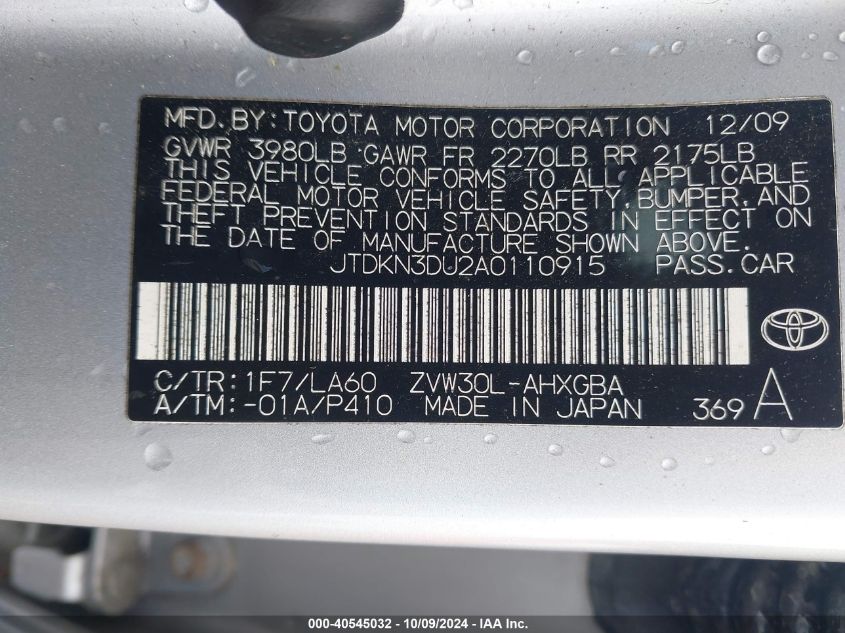 MFD. BY: TOYOTA MOTOR CORPORATION 12/09
GVWR 3980LB GAWR FR 2270LB RR 2175LB
THIS VEHICLE CONFORMS TO ALL APPLICABLE
FEDERAL MOTOR VEHICLE SAFETY, BUMPER, AND
THEFT PREVENTION STANDARDS IN EFFECT ON
THE DATE OF MANUFACTURE SHOWN ABOVE.
JTDKN3DU2A0110915 PASS. CAR
C/TR: 1F7/LA60 ZVW30L-AHXGBA
A/TM: -01A/P410 MADE IN JAPAN 369 A
000-40545032 - 10/09/2024 - IAA Inc.